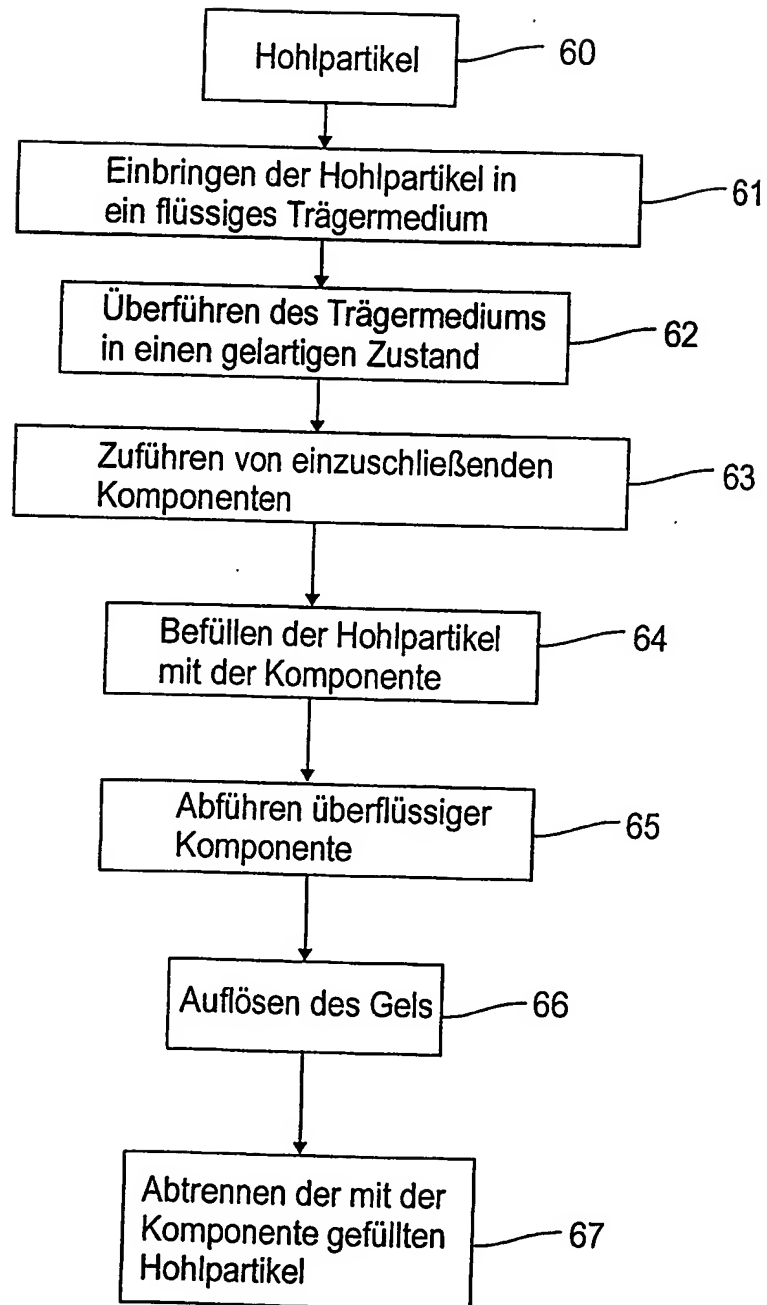 Hohlpartikel
60
Einbringen der Hohlpartikel in
ein flüssiges Trägermedium
61
Überführen des Trägermediums
in einen gelartigen Zustand
62
Zuführen von einzuschließenden
Komponenten
63
Befüllen der Hohlpartikel
mit der Komponente
64
Abführen überflüssiger
Komponente
65
Auflösen des Gels
66
Abtrennen der mit der
Komponente gefüllten
Hohlpartikel
67